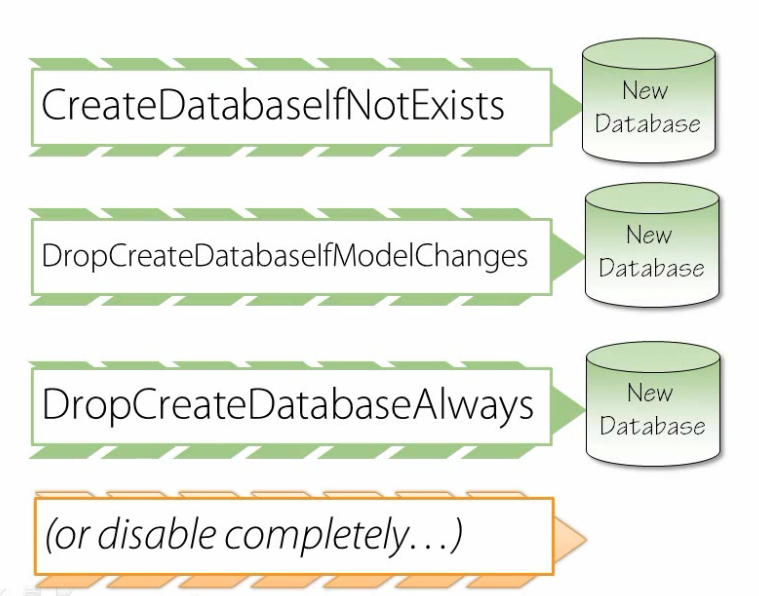 CreateDatabaseIfNotExists
New
Database
DropCreateDatabaseIfModelChanges
New
Database
DropCreateDatabaseAlways
New
Database
(or disable completely…)